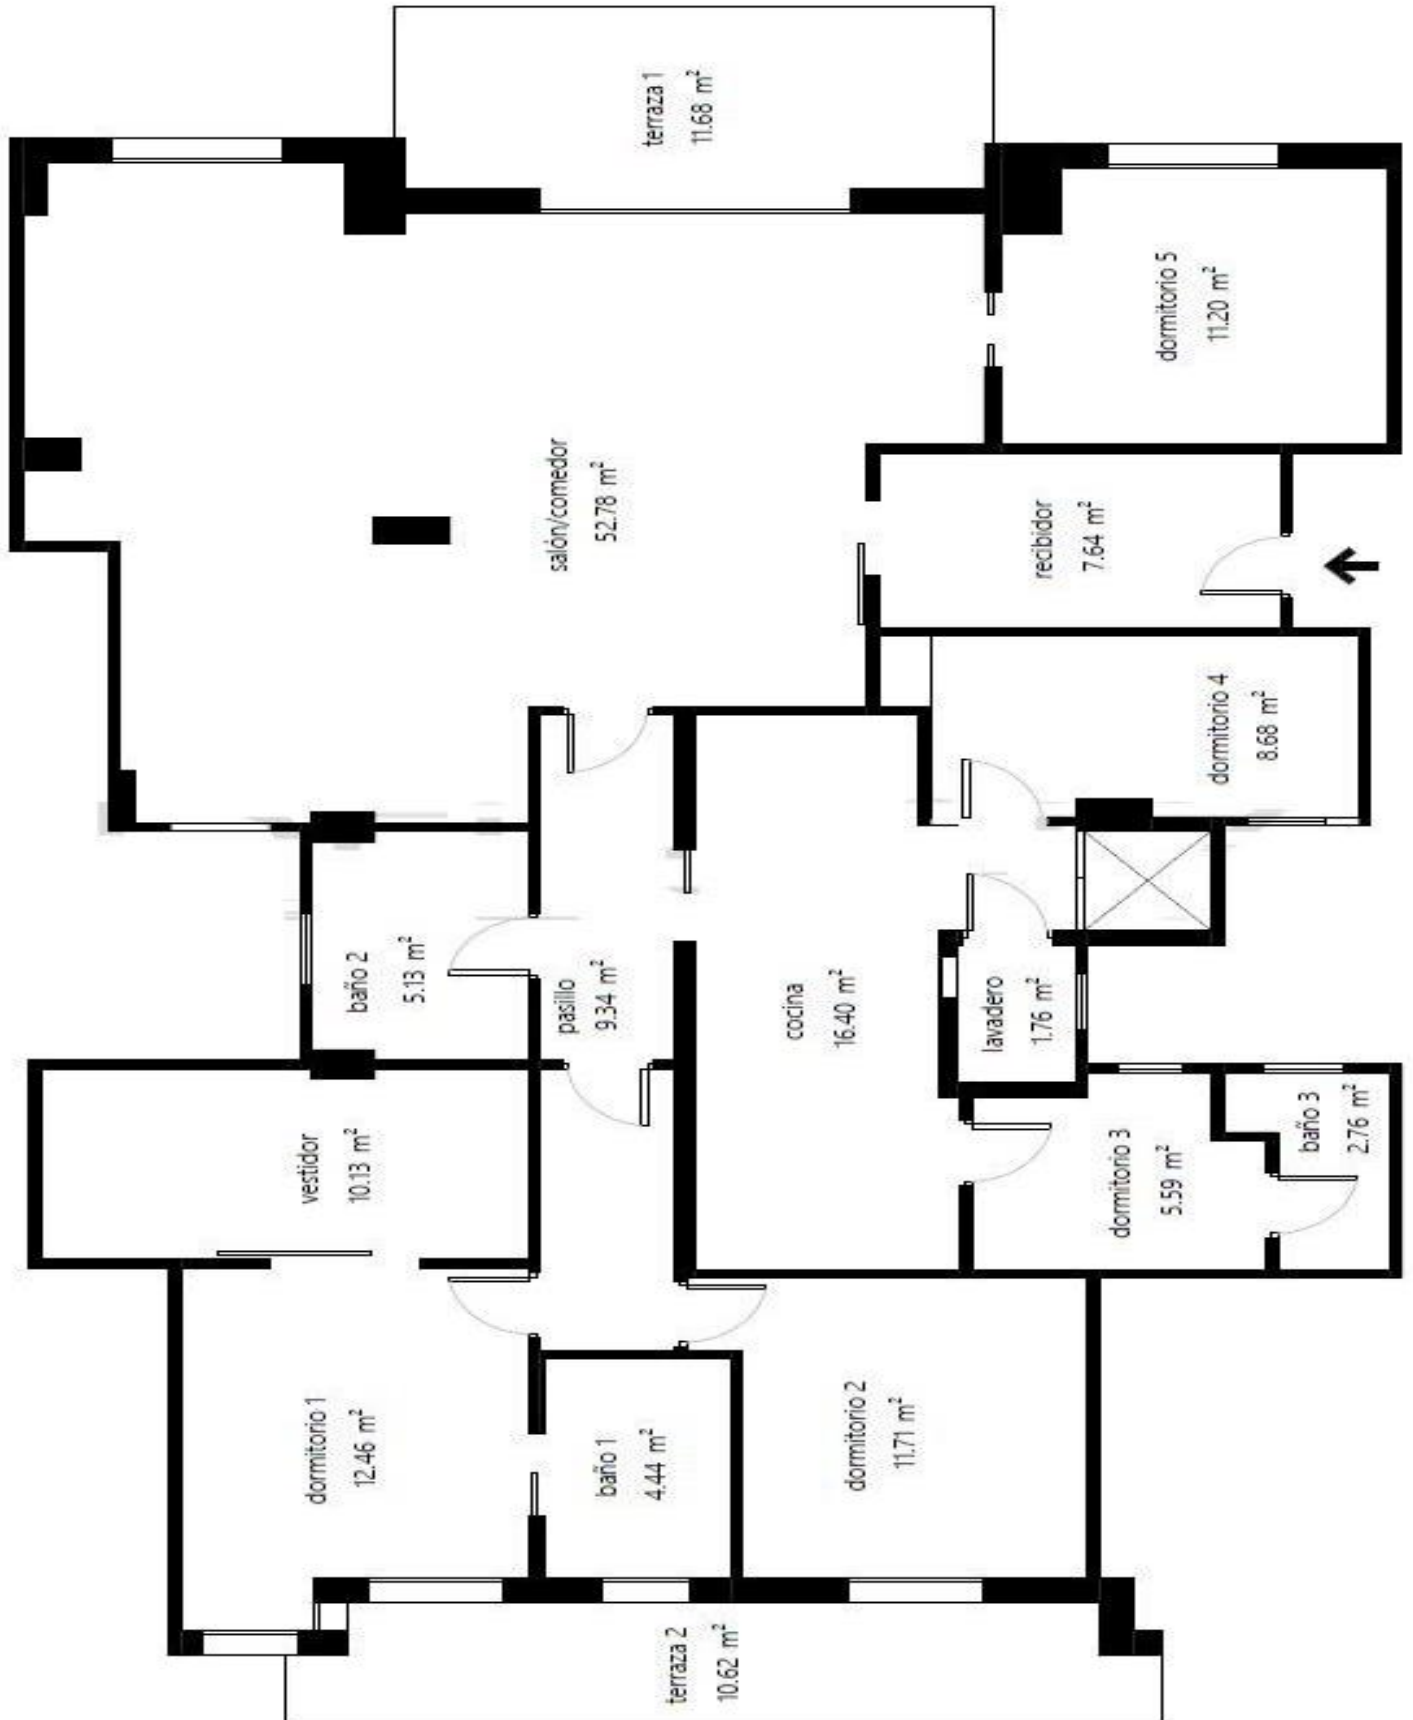 terraza 1
11.68 m²
dormitorio 5
11.20 m²
salón/comedor
52.78 m²
recibidor
7.64 m²
dormitorio 4
8.68 m²
baño 2
5.13 m²
pasillo
9.34 m²
cocina
16.40 m²
lavadero
1.76 m²
vestidor
10.13 m²
dormitorio 3
5.59 m²
baño 3
2.76 m²
dormitorio 1
12.46 m²
baño 1
4.44 m²
dormitorio 2
11.71 m²
terraza 2
10.62 m²